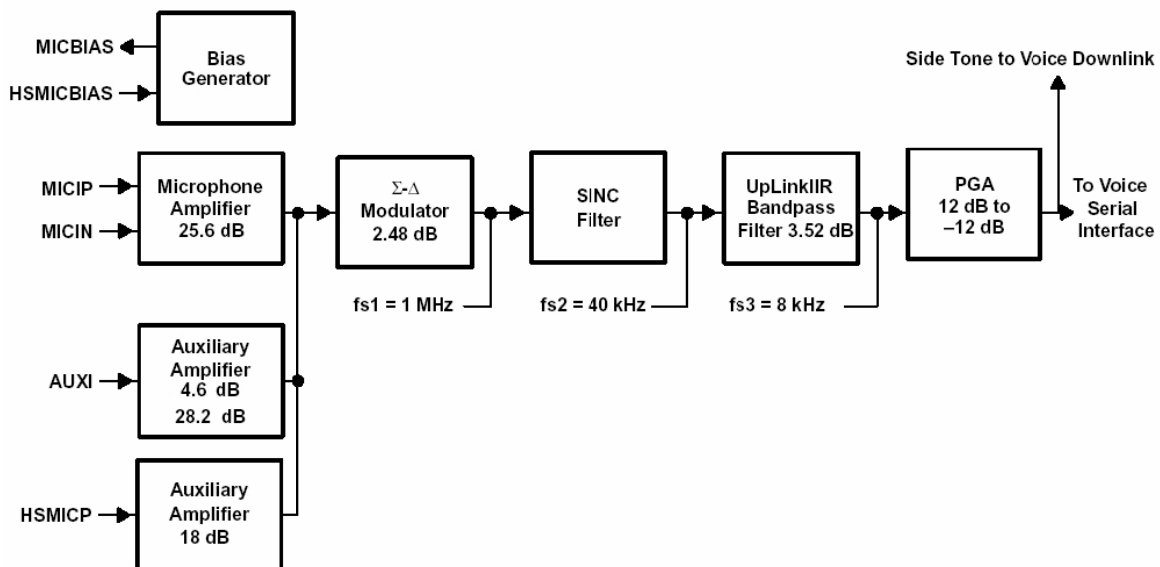 MICBIAS
HSMICBIAS
Bias
Generator
Side Tone to Voice Downlink
MICIP
MICIN
Microphone
Amplifier
25.6 dB
Σ-Δ
Modulator
2.48 dB
SINC
Filter
UpLinkIIR
Bandpass
Filter 3.52 dB
PGA
12 dB to
–12 dB
To Voice
Serial
Interface
fs1 = 1 MHz
fs2 = 40 kHz
fs3 = 8 kHz
AUXI
Auxiliary
Amplifier
4.6 dB
28.2 dB
HSMICP
Auxiliary
Amplifier
18 dB